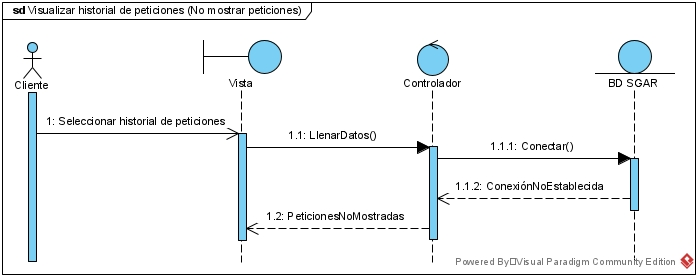 sd Visualizar historial de peticiones (No mostrar peticiones)
Cliente
Vista
Controlador
BD SGAR
1: Seleccionar historial de peticiones
1.1: LlenarDatos()
1.1.1: Conectar()
1.1.2: ConexiónNoEstablecida
1.2: PeticionesNoMostradas
Powered By Visual Paradigm Community Edition